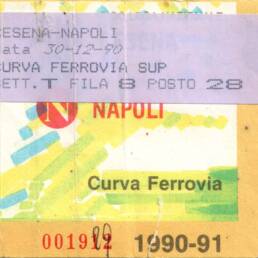 CESENA-NAPOLI
ata 30-12-90
CURVA FERROVIA SUP
SETT.T FILA 8 POSTO 28
N NAPOLI
Curva Ferrovia
001912
1990-91